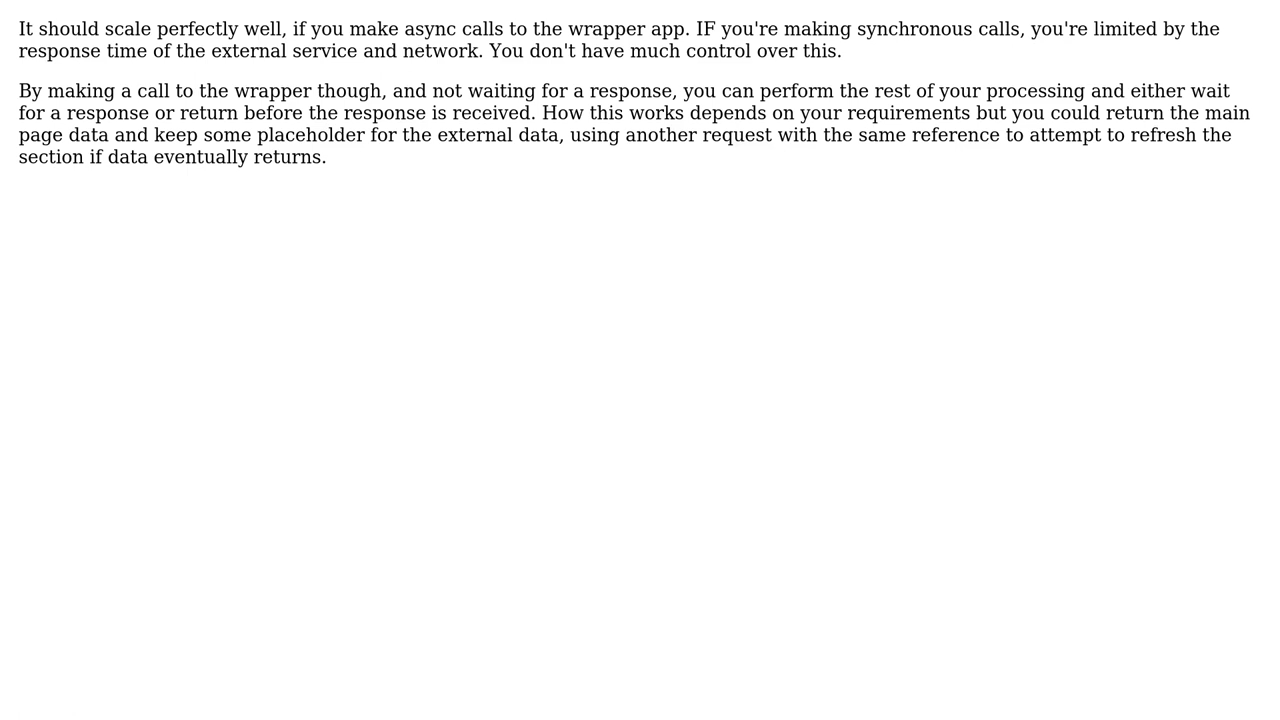 It should scale perfectly well, if you make async calls to the wrapper app. IF you're making synchronous calls, you're limited by the
response time of the external service and network. You don't have much control over this.
By making a call to the wrapper though, and not waiting for a response, you can perform the rest of your processing and either wait
for a response or return before the response is received. How this works depends on your requirements but you could return the main
page data and keep some placeholder for the external data, using another request with the same reference to attempt to refresh the
section if data eventually returns.